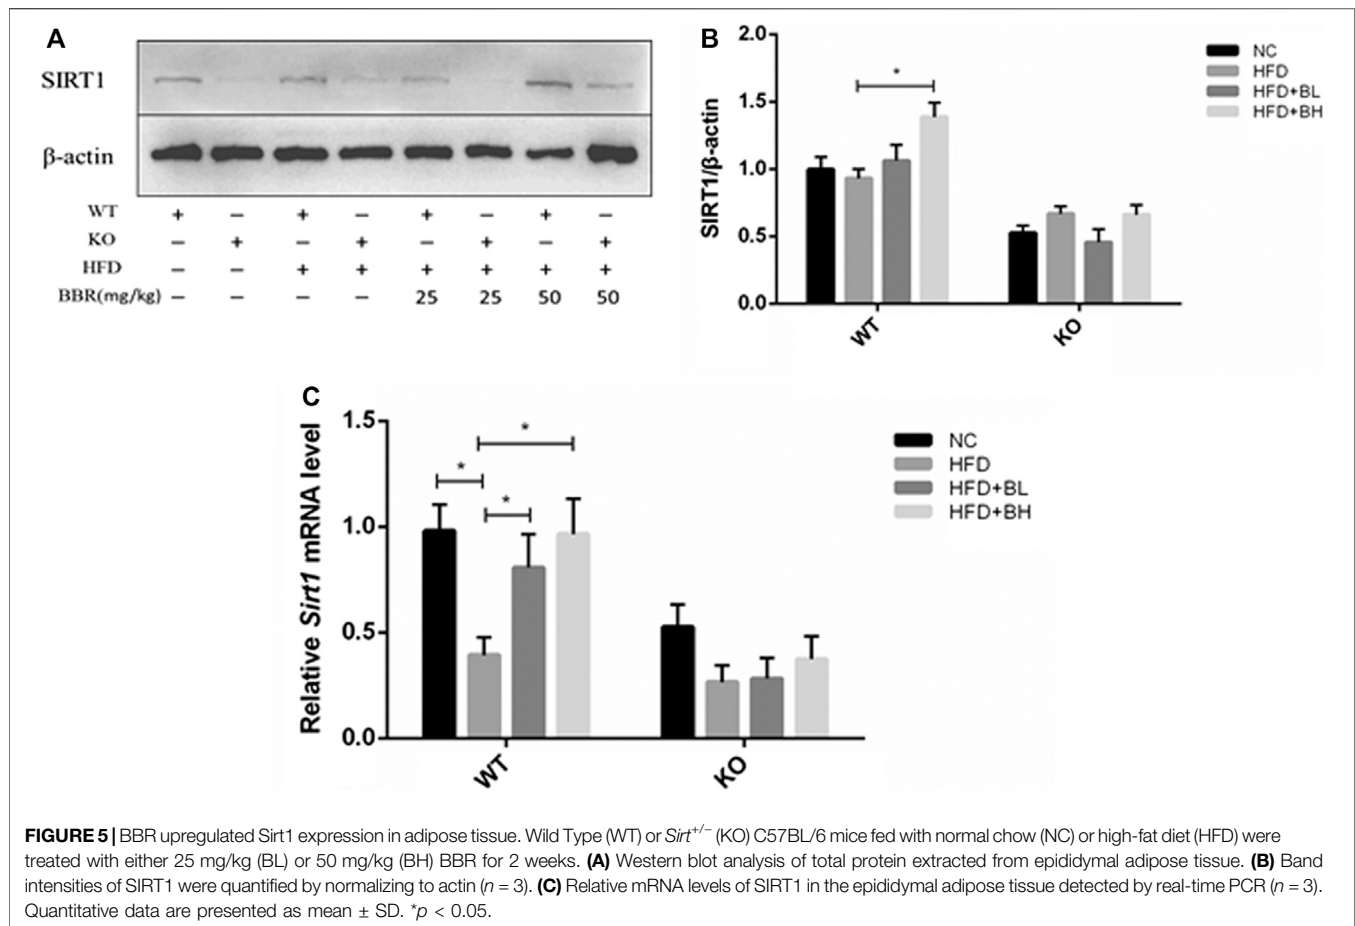 A
SIRT1
β-actin
WT + − + − + − + −
KO − + − + − + − +
HFD − − + + + + + +
BBR(mg/kg) − − − − 25 25 50 50
B
SIRT1/β-actin
2.0
1.5
1.0
0.5
0.0
*
WT
KO
NC
HFD
HFD+BL
HFD+BH
C
Relative Sirt1 mRNA level
1.5
1.0
0.5
0.0
*
*
*
WT
KO
NC
HFD
HFD+BL
HFD+BH
FIGURE 5 | BBR upregulated Sirt1 expression in adipose tissue. Wild Type (WT) or Sirt+/− (KO) C57BL/6 mice fed with normal chow (NC) or high-fat diet (HFD) were
treated with either 25 mg/kg (BL) or 50 mg/kg (BH) BBR for 2 weeks. (A) Western blot analysis of total protein extracted from epididymal adipose tissue. (B) Band
intensities of SIRT1 were quantified by normalizing to actin (n = 3). (C) Relative mRNA levels of SIRT1 in the epididymal adipose tissue detected by real-time PCR (n = 3).
Quantitative data are presented as mean ± SD. *p < 0.05.